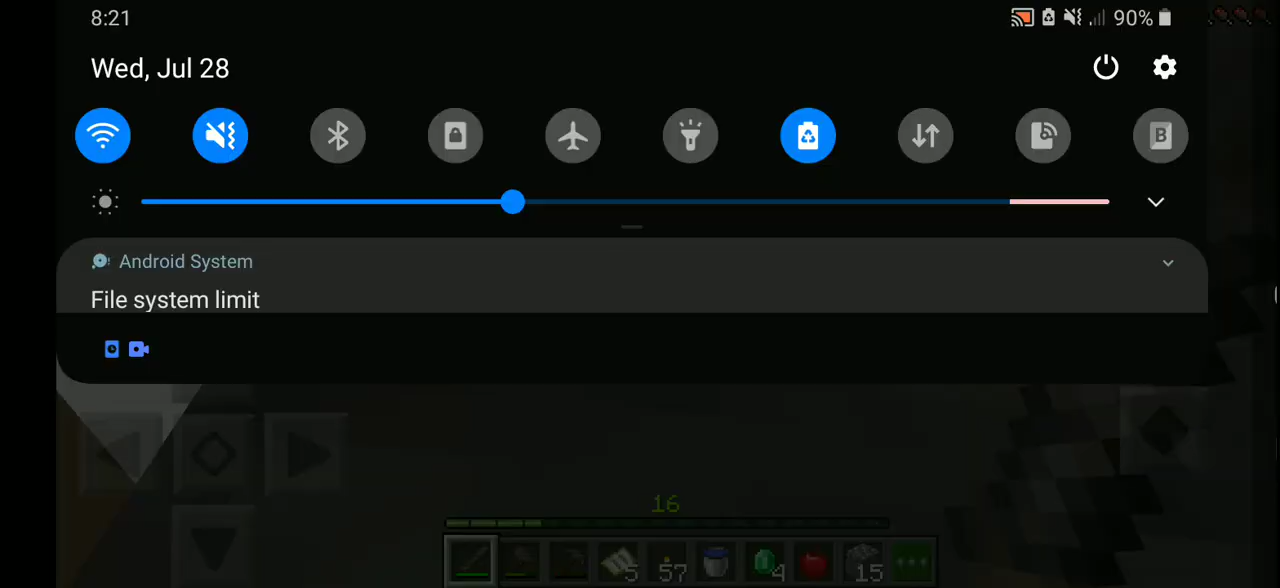 8:21
90%
Wed, Jul 28
B
Android System
File system limit
16
5
57
4
15